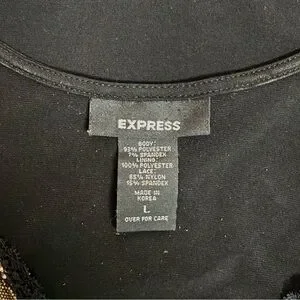 EXPRESS
BODY:
93% POLYESTER
7% SPANDEX
LINING:
100% POLYESTER
LACE:
85% NYLON
15% SPANDEX
MADE IN
KOREA
L
OVER FOR CARE